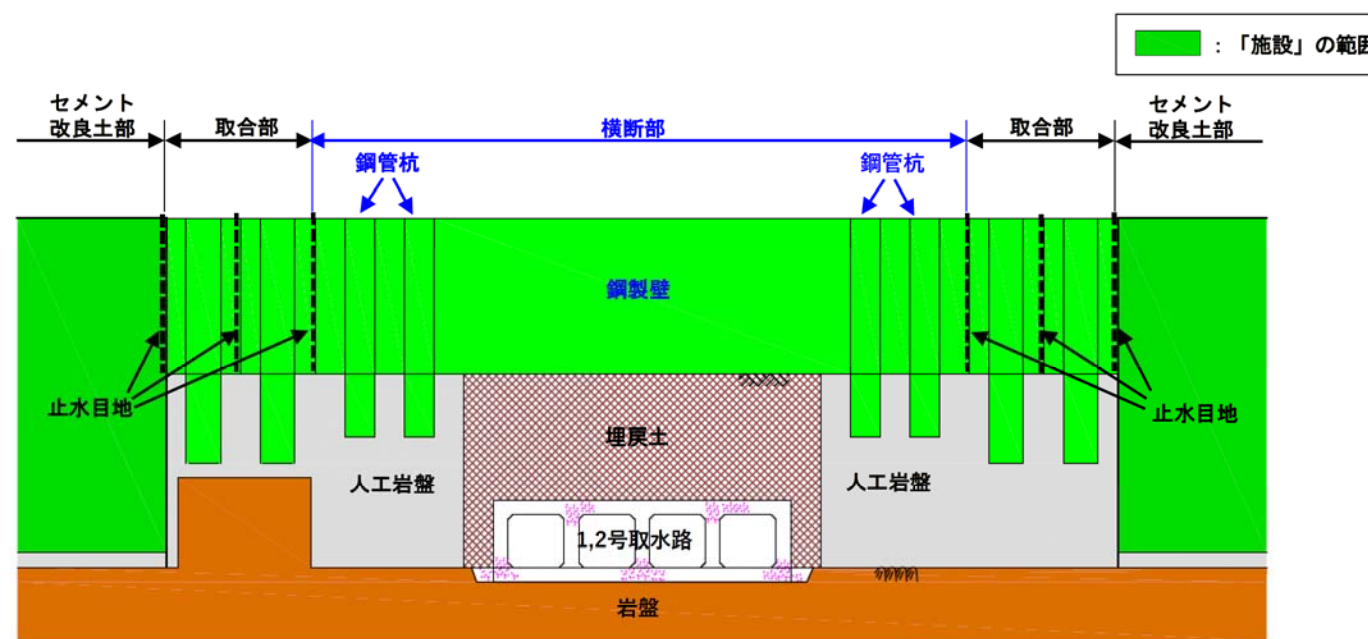 ：「施設」の範囲
セメント
改良土部
取合部
横断部
取合部
セメント
改良土部
鋼管杭
鋼管杭
鋼製壁
止水目地
止水目地
埋戻土
人工岩盤
人工岩盤
1,2号取水路
岩盤